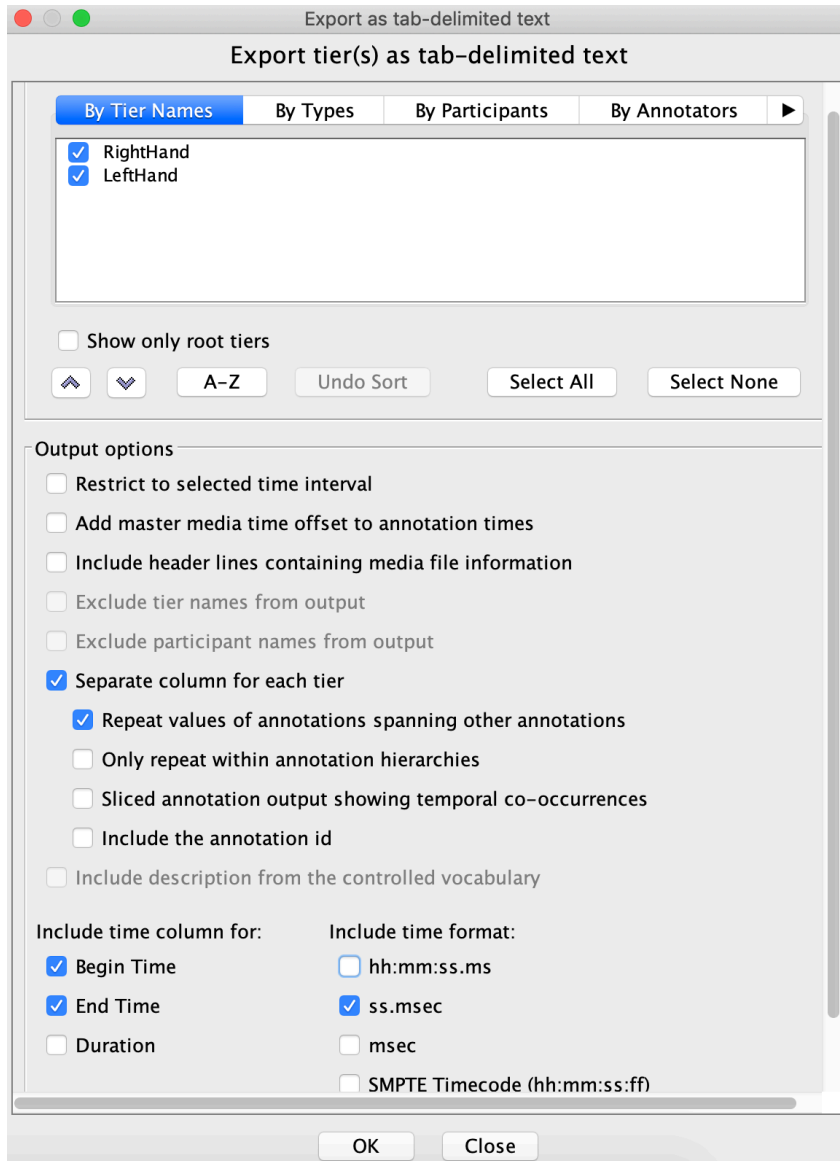 Export as tab-delimited text
Export tier(s) as tab-delimited text
By Tier Names By Types By Participants By Annotators
RightHand
LeftHand
Show only root tiers
A-Z Undo Sort Select All Select None
Output options
Restrict to selected time interval
Add master media time offset to annotation times
Include header lines containing media file information
Exclude tier names from output
Exclude participant names from output
Separate column for each tier
Repeat values of annotations spanning other annotations
Only repeat within annotation hierarchies
Sliced annotation output showing temporal co-occurrences
Include the annotation id
Include description from the controlled vocabulary
Include time column for: Include time format:
Begin Time hh:mm:ss.ms
End Time ss.msec
Duration msec
SMPTE Timecode (hh:mm:ss:ff)
OK Close